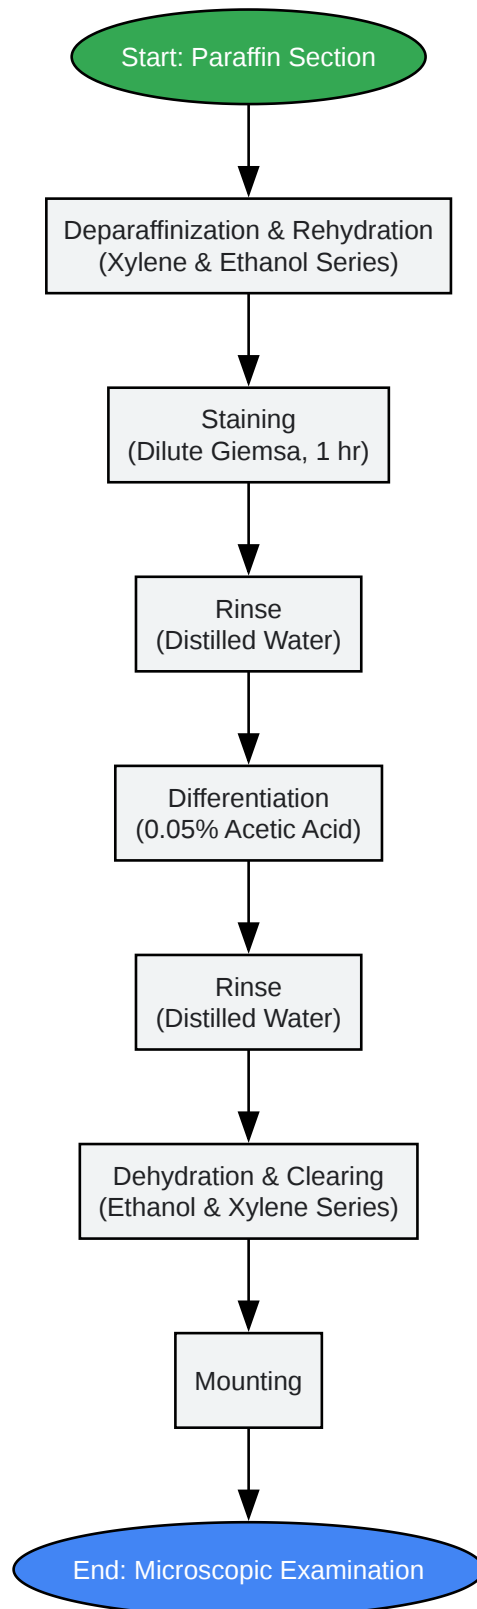 Start: Paraffin Section
Deparaffinization & Rehydration
(Xylene & Ethanol Series)
Staining
(Dilute Giemsa, 1 hr)
Rinse
(Distilled Water)
Differentiation
(0.05% Acetic Acid)
Rinse
(Distilled Water)
Dehydration & Clearing
(Ethanol & Xylene Series)
Mounting
End: Microscopic Examination